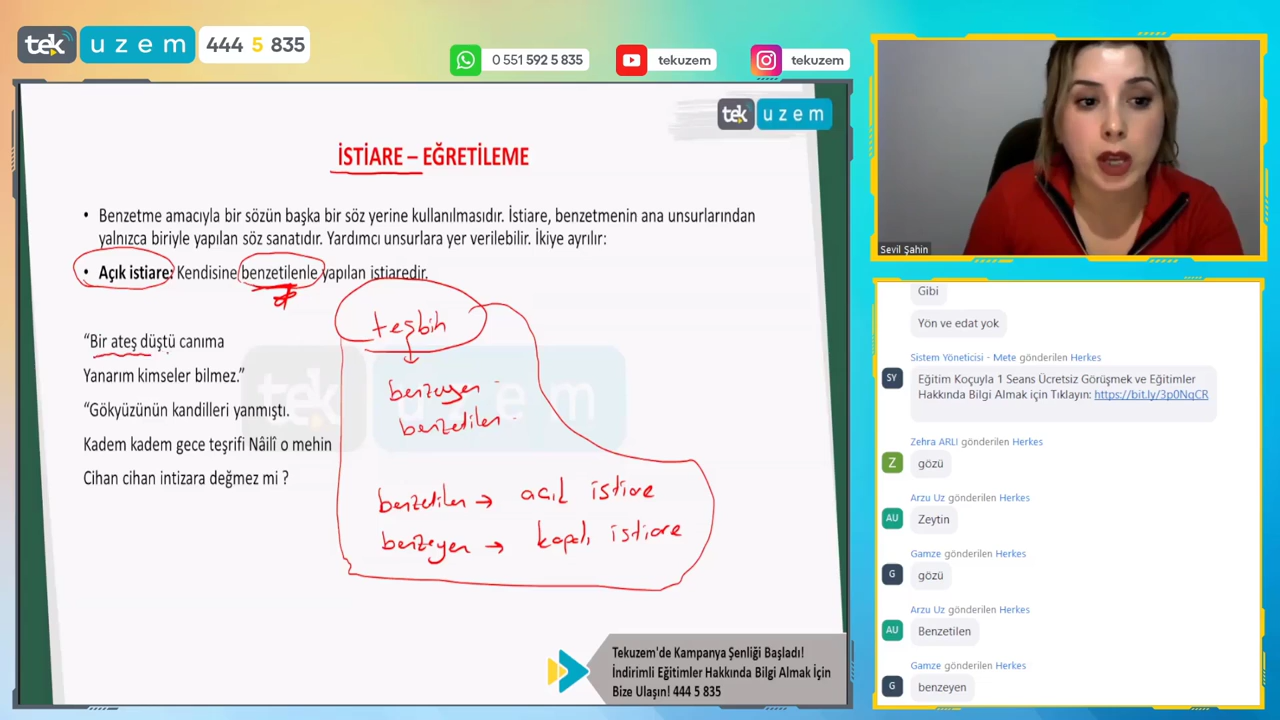 tek uzem 444 5 835
0 551 592 5 835
tekuzem
tekuzem
tek uzem
İSTİARE – EĞRETİLEME
• Benzetme amacıyla bir sözün başka bir söz yerine kullanılmasıdır. İstiare, benzetmenin ana unsurlarından
yalnızca biriyle yapılan söz sanatıdır. Yardımcı unsurlara yer verilebilir. İkiye ayrılır:
• Açık istiare: Kendisine benzetilenle yapılan istiaredir.
teşbih
benzeyen
benzetilen
benzetilen → açık istiare
benzeyen → kapalı istiare
“Bir ateş düştü canıma
Yanarım kimseler bilmez.”
“Gökyüzünün kandilleri yanmıştı.
Kadem kadem gece teşrifi Nâilî o mehin
Cihan cihan intizara değmez mi ?
tek uzem
Tekuzem'de Kampanya Şenliği Başladı!
İndirimli Eğitimler Hakkında Bilgi Almak İçin
Bize Ulaşın! 444 5 835
Sevil Şahin
Gibi
Yön ve edat yok
Sistem Yöneticisi - Mete gönderilen Herkes
SY
Eğitim Koçuyla 1 Seans Ücretsiz Görüşmek ve Eğitimler
Hakkında Bilgi Almak için Tıklayın: https://bit.ly/3p0NqCR
Zehra ARLI gönderilen Herkes
Z
gözü
Arzu Uz gönderilen Herkes
AU
Zeytin
Gamze gönderilen Herkes
G
gözü
Arzu Uz gönderilen Herkes
AU
Benzetilen
Gamze gönderilen Herkes
G
benzeyen